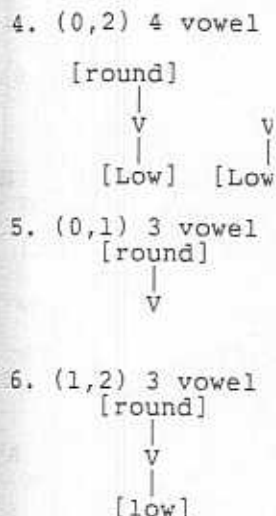 4. (0,2) 4 vowel
[round]
V V
[Low] [Low
5. (0,1) 3 vowel
[round]
V
6. (1,2) 3 vowel
[round]
V
[low]